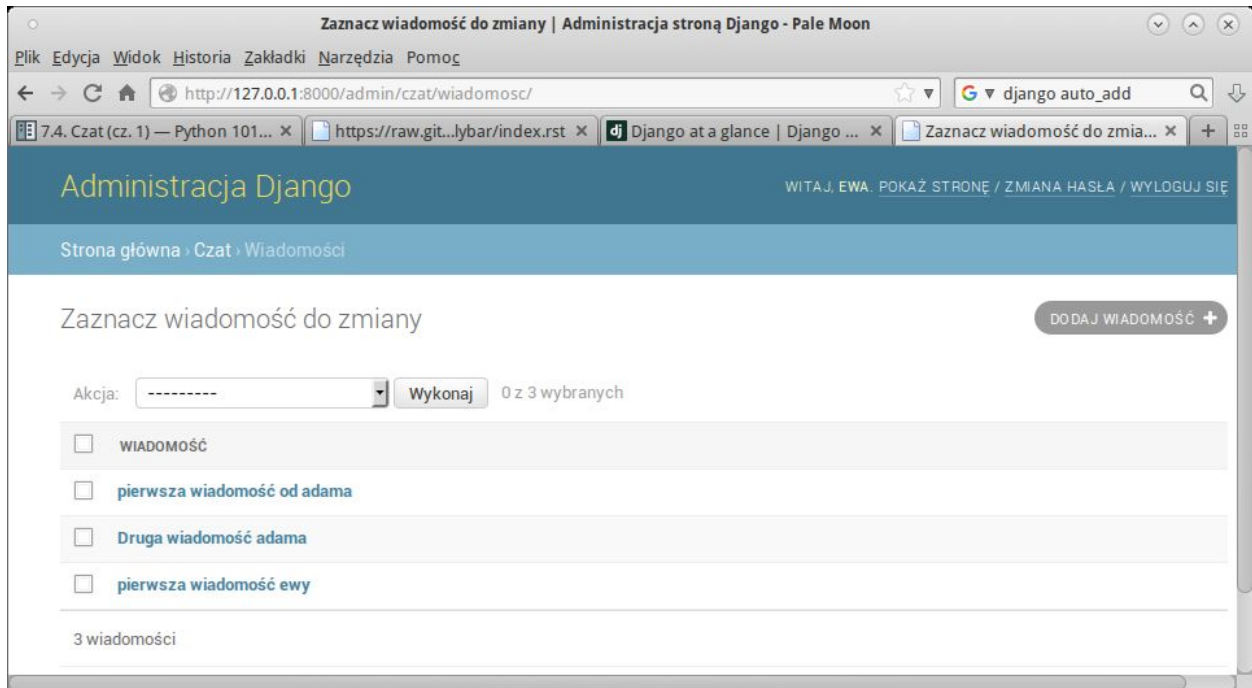 Zaznacz wiadomość do zmiany | Administracja stroną Django - Pale Moon
Plik Edycja Widok Historia Zakładki Narzędzia Pomoc
http://127.0.0.1:8000/admin/czat/wiadomosc/ django auto_add
7.4. Czat (cz. 1) — Python 101... https://raw.git...lybar/index.rst dj Django at a glance | Django ... Zaznacz wiadomość do zmia...
Administracja Django WITAJ, EWA. POKAŻ STRONĘ / ZMIANA HASŁA / WYLOGUJ SIĘ
Strona główna › Czat › Wiadomości
Zaznacz wiadomość do zmiany DODAJ WIADOMOŚĆ +
Akcja: --------- Wykonaj 0 z 3 wybranych
WIADOMOŚĆ
pierwsza wiadomość od adama
Druga wiadomość adama
pierwsza wiadomość ewy
3 wiadomości